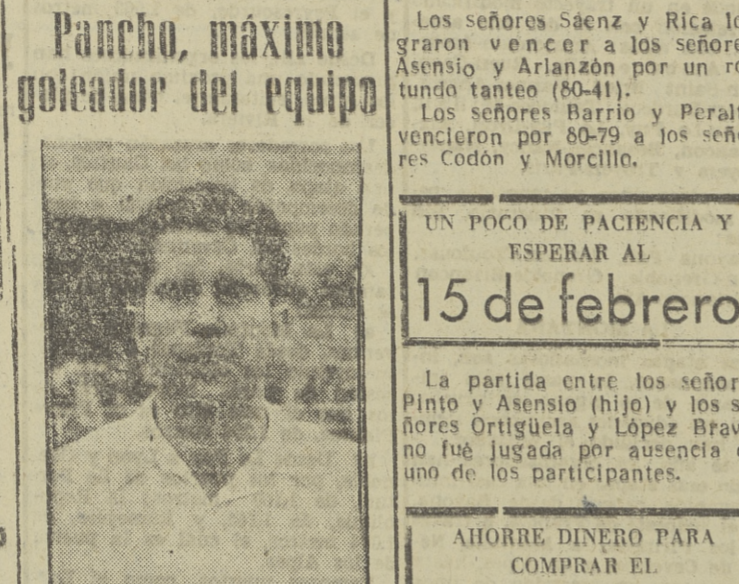 Pancho, máximo
goleador del equipo
Los señores Sáenz y Rica lo
graron vencer a los señore
Asensio y Arlanzón por un ro
tundo tanteo (80-41).
Los señores Barrio y Peralt
vencieron por 80-79 a los seño
res Codón y Morcillo.
UN POCO DE PACIENCIA Y
ESPERAR AL
15 de febrero
La partida entre los señor
Pinto y Asensio (hijo) y los s
ñores Ortigüela y López Brav
no fué jugada por ausencia
uno de los participantes.
AHORRE DINERO PARA
COMPRAR EL